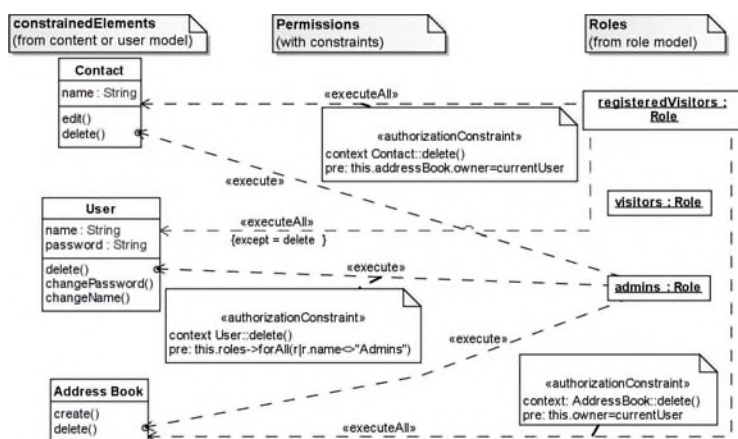 constrainedElements
(from content or user model)
Permissions
(with constraints)
Roles
(from role model)
Contact
name : String
edit()
delete()
«executeAll»
registeredVisitors :
Role
«authorizationConstraint»
context Contact::delete()
pre: this.addressBook.owner=currentUser
«execute»
User
name : String
password : String
delete()
changePassword()
changeName()
«executeAll»
{except = delete }
visitors : Role
«execute»
admins : Role
«authorizationConstraint»
context User::delete()
pre: this.roles->forAll(r|r.name<>"Admins")
«execute»
Address Book
create()
delete()
«authorizationConstraint»
context: AddressBook::delete()
pre: this.owner=currentUser
«executeAll»